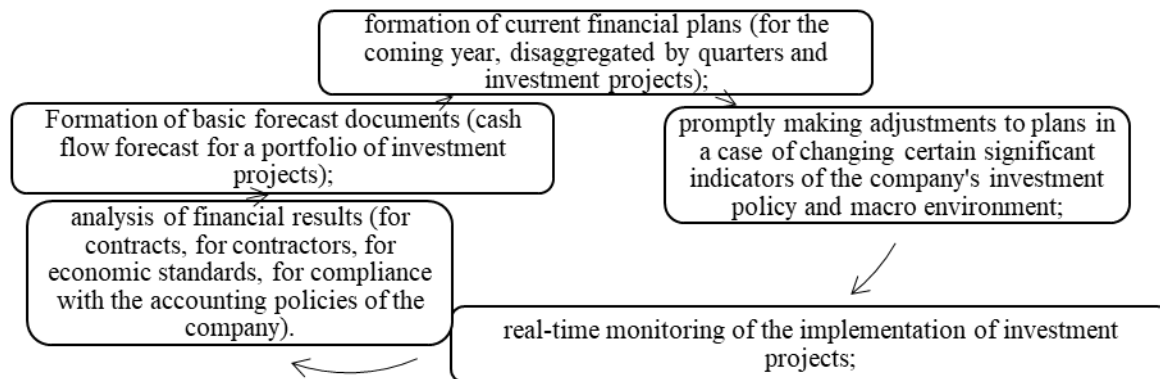 formation of current financial plans (for the
coming year, disaggregated by quarters and
investment projects);
Formation of basic forecast documents (cash
flow forecast for a portfolio of investment
projects);
promptly making adjustments to plans in
a case of changing certain significant
indicators of the company's investment
policy and macro environment;
analysis of financial results (for
contracts, for contractors, for
economic standards, for compliance
with the accounting policies of the
company).
real-time monitoring of the implementation of investment
projects;